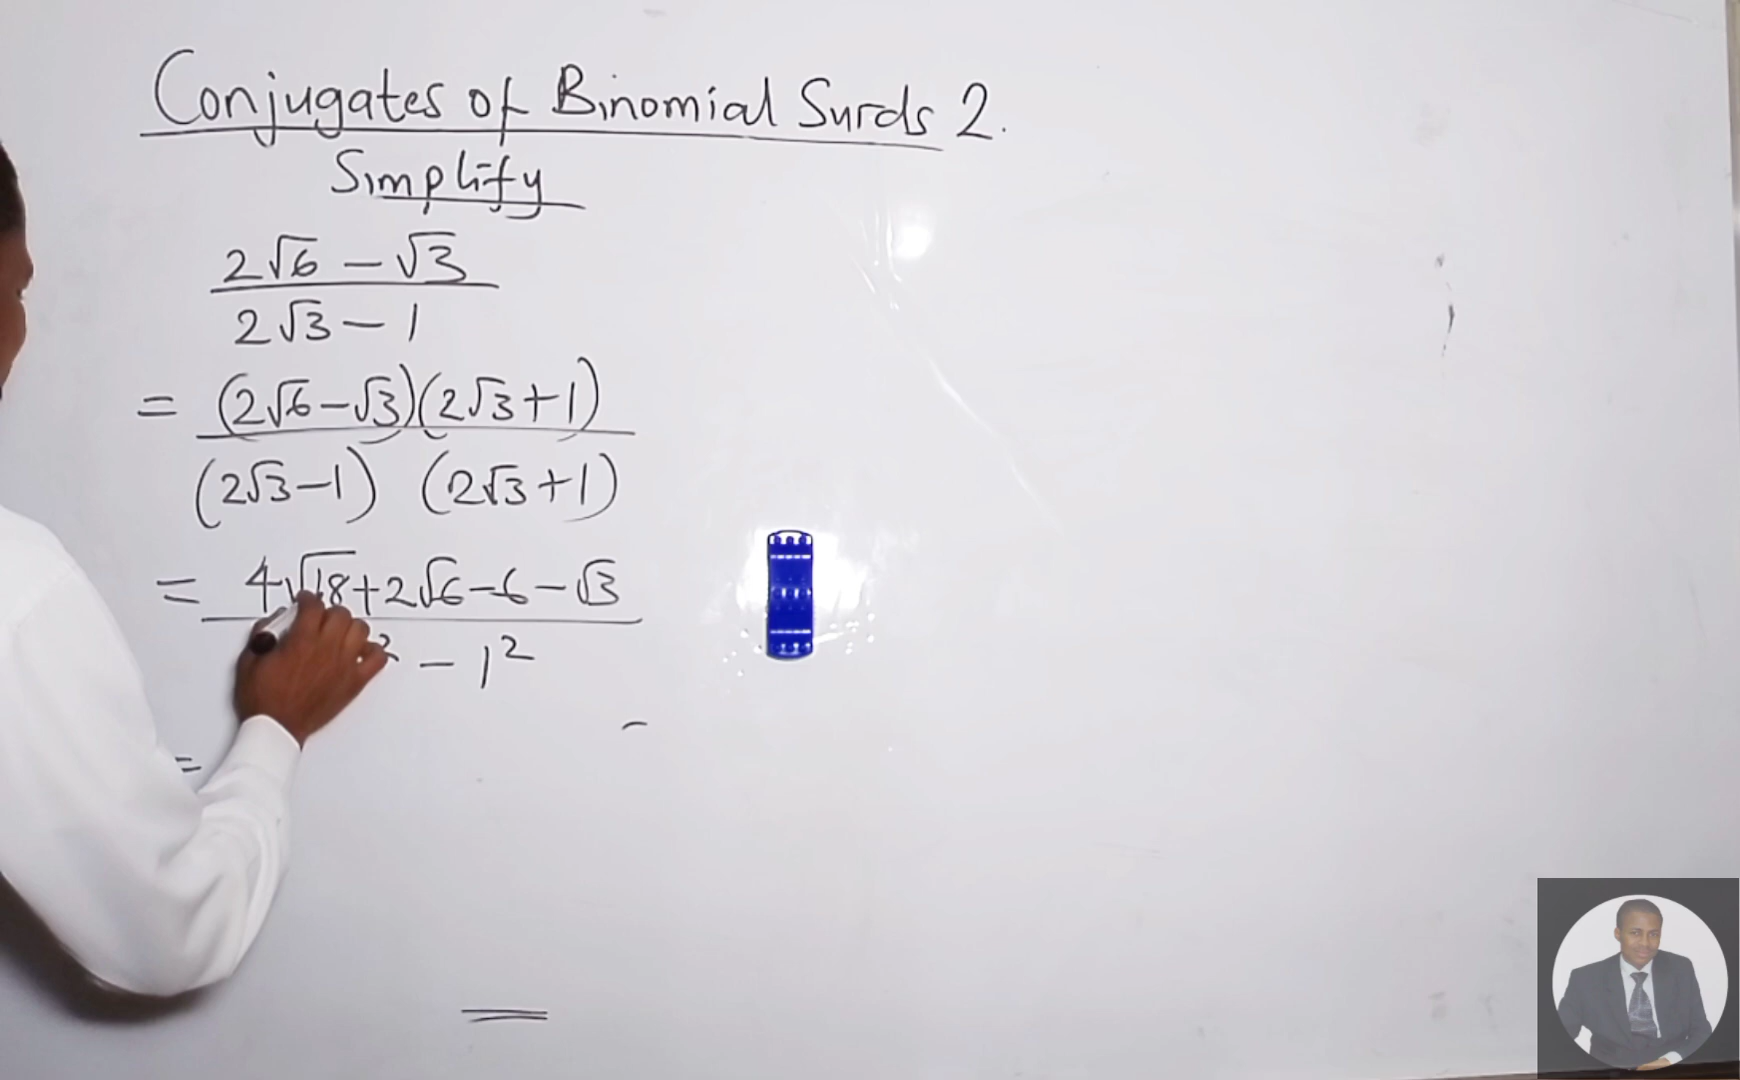 Conjugates of Binomial Surds 2.
Simplify
2√6 − √3
2√3 − 1
= (2√6 − √3)(2√3 + 1)
(2√3 − 1) (2√3 + 1)
= 4√18 + 2√6 − 6 − √3
² − 1²
−
=